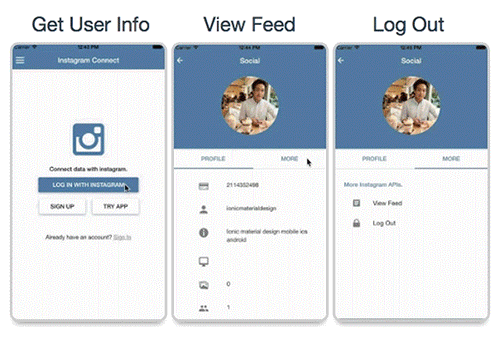 Get User Info
View Feed
Log Out
Carrier
12:43 PM
Instagram Connect
Connect data with instagram.
LOG IN WITH INSTAGRAM
SIGN UP
TRY APP
Already have an account? Sign In
Carrier
12:44 PM
Social
PROFILE
MORE
2114352498
ionicmaterialdesign
Ionic material design mobile ios
android
0
1
Carrier
12:44 PM
Social
PROFILE
MORE
More Instagram APIs.
View Feed
Log Out